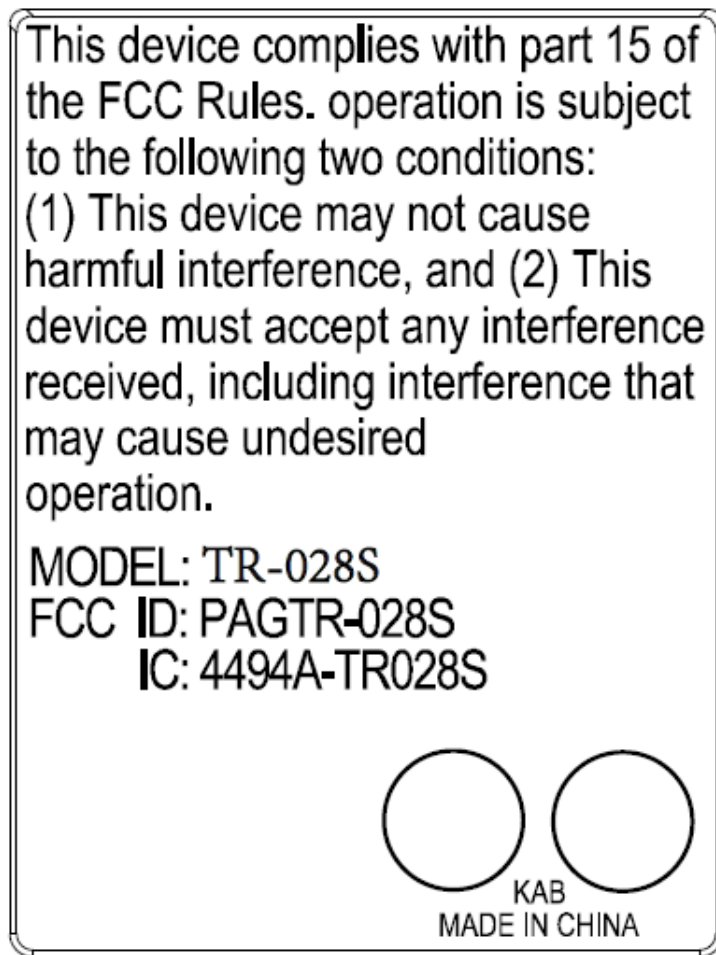 This device complies with part 15 of
the FCC Rules. operation is subject
to the following two conditions:
(1) This device may not cause
harmful interference, and (2) This
device must accept any interference
received, including interference that
may cause undesired
operation.
MODEL: TR-028S
FCC ID: PAGTR-028S
IC: 4494A-TR028S
KAB
MADE IN CHINA